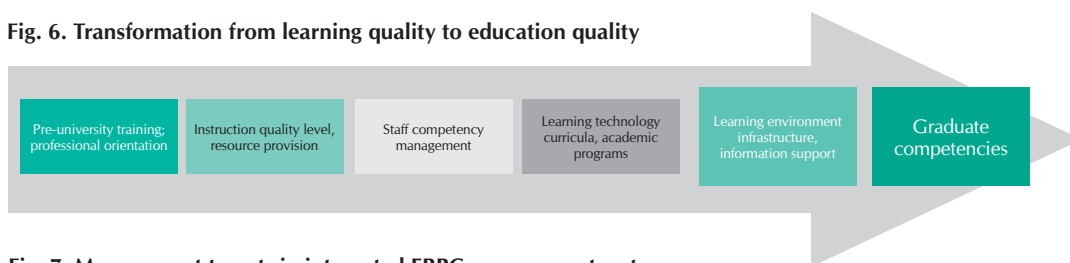 Fig. 6. Transformation from learning quality to education quality
Pre-university training;
professional orientation
Instruction quality level,
resource provision
Staff competency
management
Learning technology
curricula, academic
programs
Learning environment
infrastructure,
information support
Graduate
competencies